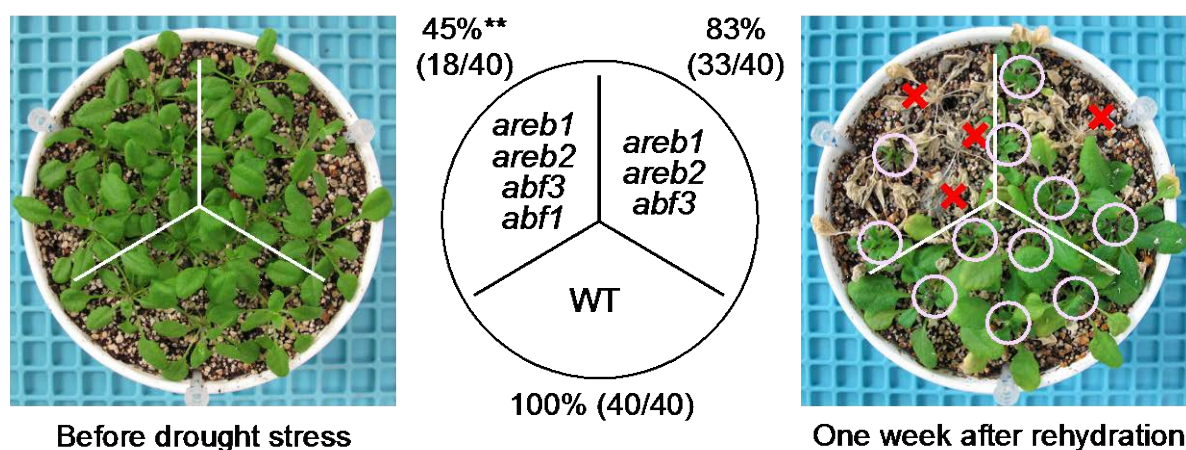 45%**
(18/40)
83%
(33/40)
areb1
areb2
abf3
abf1
areb1
areb2
abf3
WT
100% (40/40)
Before drought stress
One week after rehydration